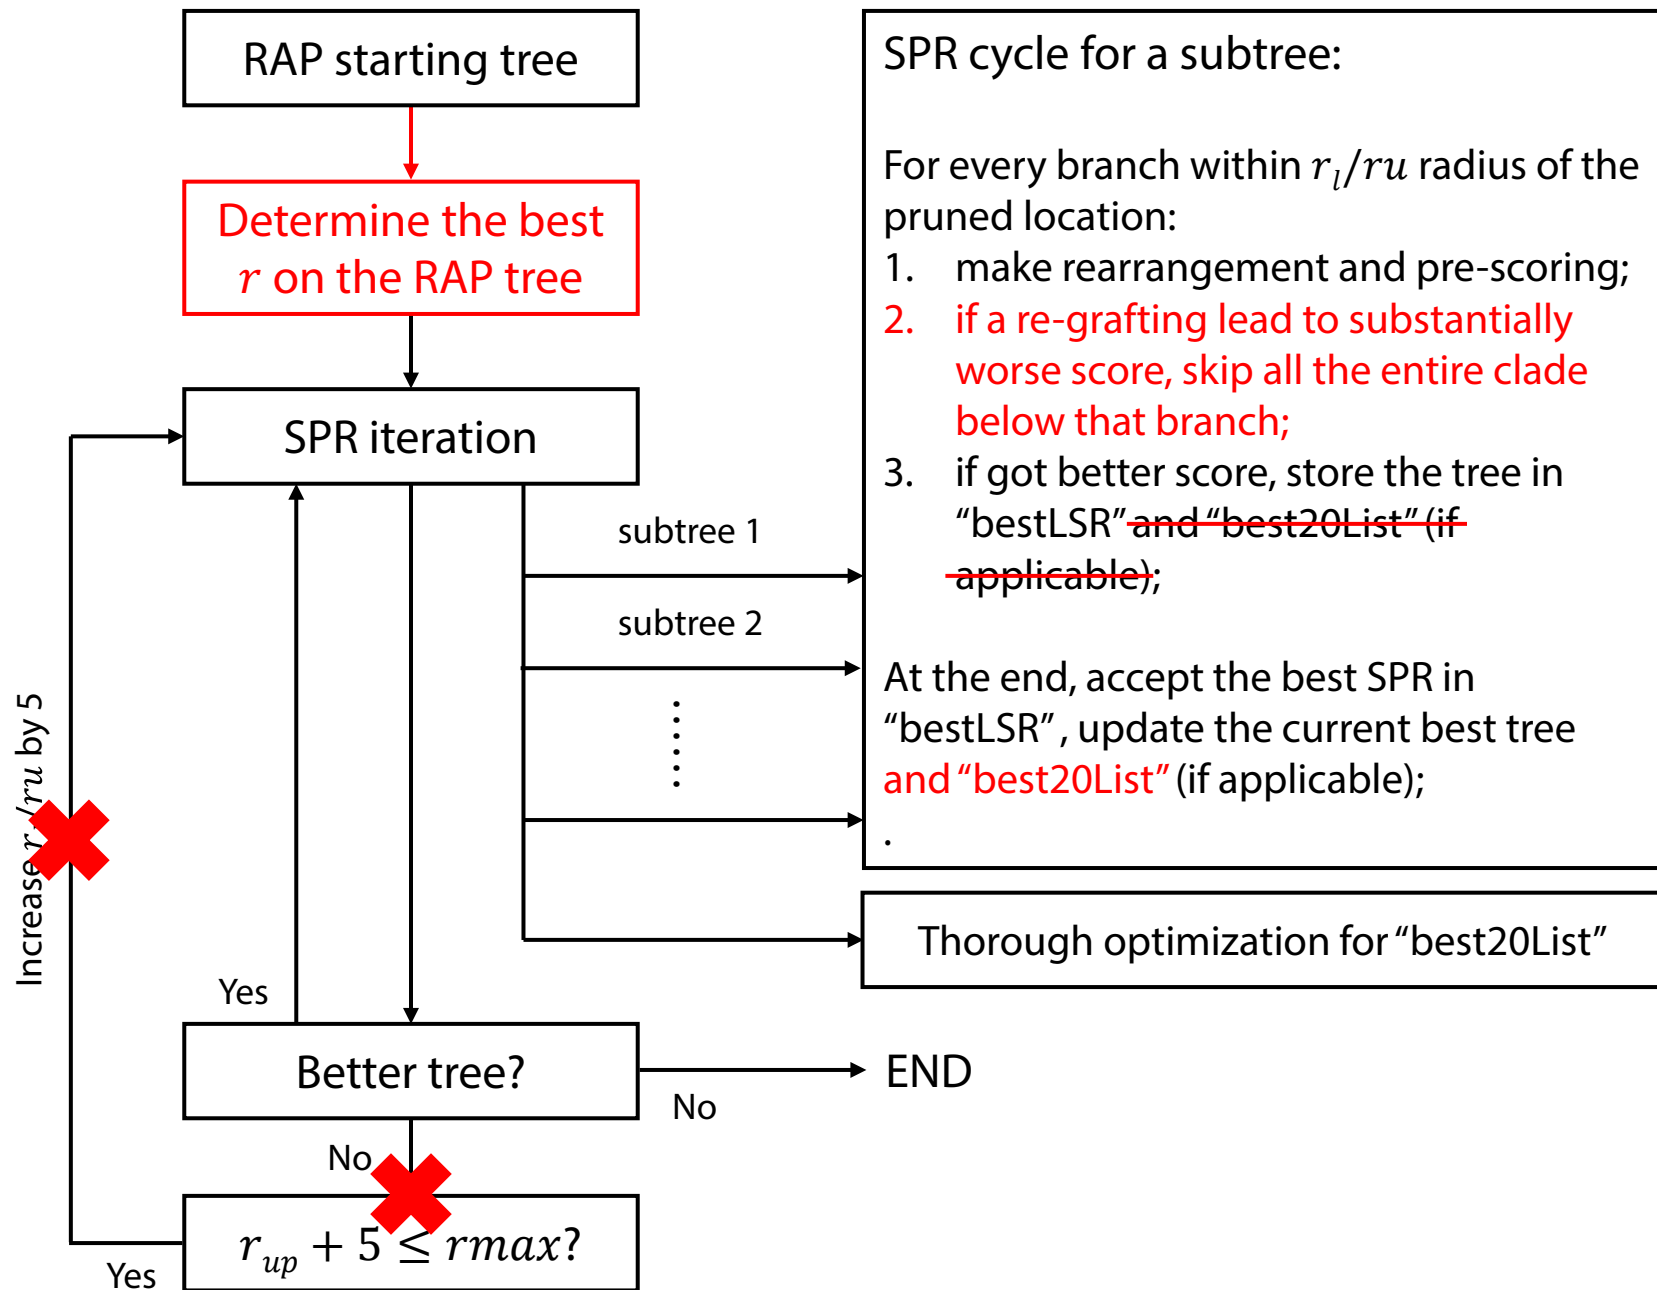 RAP starting tree
Determine the best
r on the RAP tree
SPR iteration
subtree 1
subtree 2
Increase r /ru by 5
Yes
Better tree?
No
END
No
r_up + 5 ≤ rmax?
Yes
SPR cycle for a subtree:
For every branch within r_l/ru radius of the
pruned location:
1. make rearrangement and pre-scoring;
2. if a re-grafting lead to substantially
worse score, skip all the entire clade
below that branch;
3. if got better score, store the tree in
“bestLSR” and “best20List” (if
applicable);
At the end, accept the best SPR in
“bestLSR”, update the current best tree
and “best20List” (if applicable);
.
Thorough optimization for “best20List”